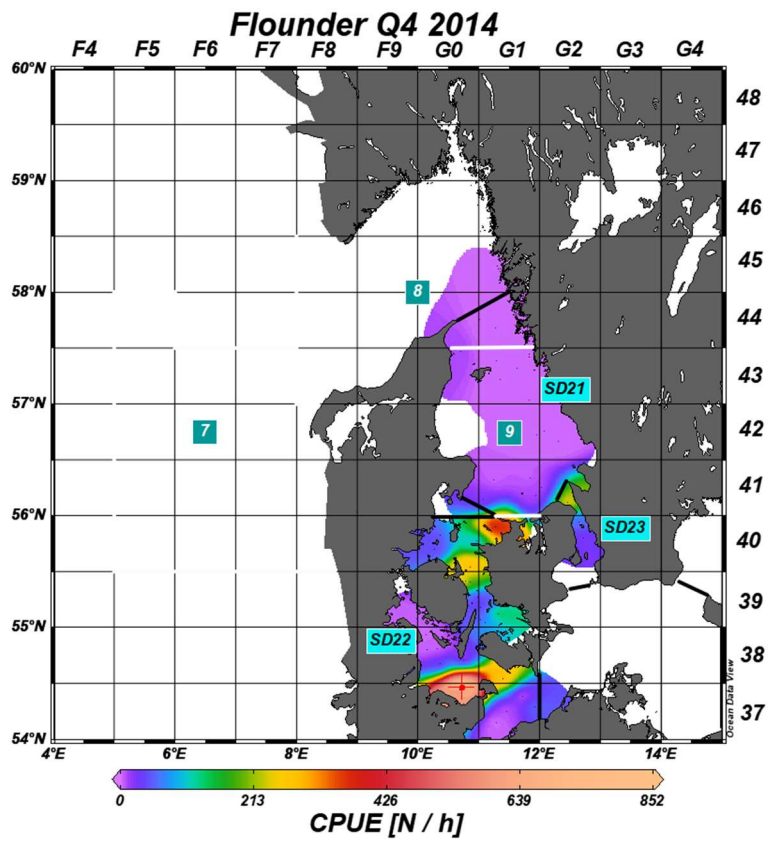 Flounder Q4 2014
F4 F5 F6 F7 F8 F9 G0 G1 G2 G3 G4
60°N
48
47
59°N
46
45
58°N
8
44
43
SD21
57°N
7
9
42
41
56°N
SD23
40
39
55°N
SD22
38
37
Ocean Data View
54°N
4°E 6°E 8°E 10°E 12°E 14°E
0 213 426 639 852
CPUE [N / h]